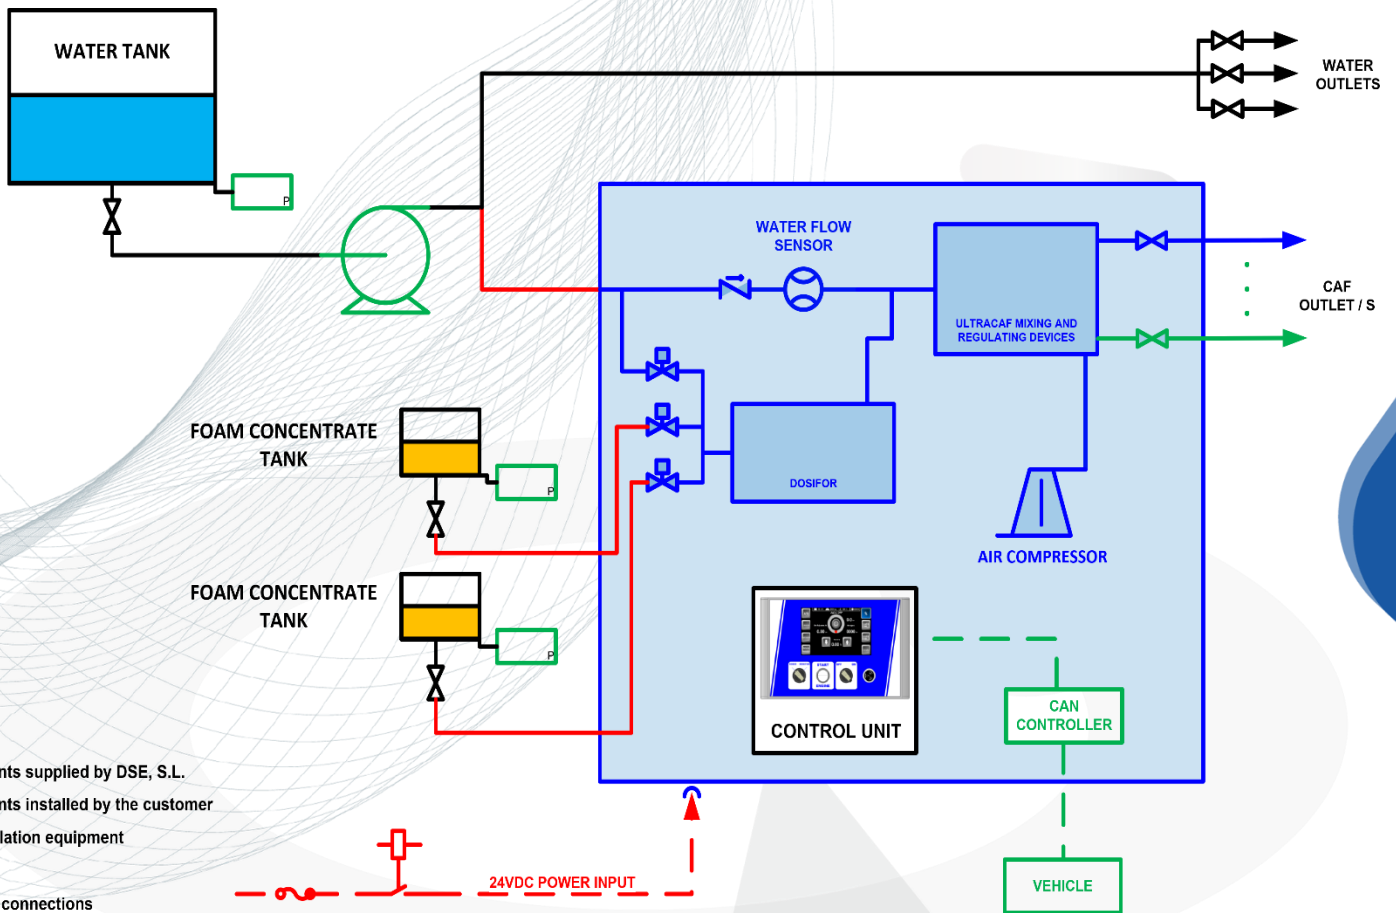 WATER TANK
P
WATER
OUTLETS
WATER FLOW
SENSOR
ULTRACAF MIXING AND
REGULATING DEVICES
CAF
OUTLET / S
FOAM CONCENTRATE
TANK
P
DOSIFOR
AIR COMPRESSOR
FOAM CONCENTRATE
TANK
P
START
CONTROL UNIT
CAN
CONTROLLER
nts supplied by DSE, S.L.
nts installed by the customer
lation equipment
24VDC POWER INPUT
VEHICLE
connections